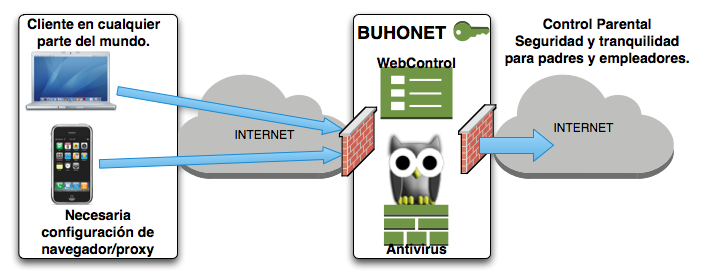 Cliente en cualquier
parte del mundo.
Necesaria
configuración de
navegador/proxy
INTERNET
BUHONET
WebControl
Antivirus
Control Parental
Seguridad y tranquilidad
para padres y empleadores.
INTERNET